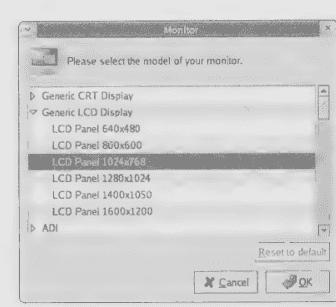 Monitor
Please select the model of your monitor.
Generic CRT Display
Generic LCD Display
LCD Panel 640x480
LCD Panel 800x600
LCD Panel 1024x768
LCD Panel 1280x1024
LCD Panel 1400x1050
LCD Panel 1600x1200
ADI
Reset to default
Cancel
OK